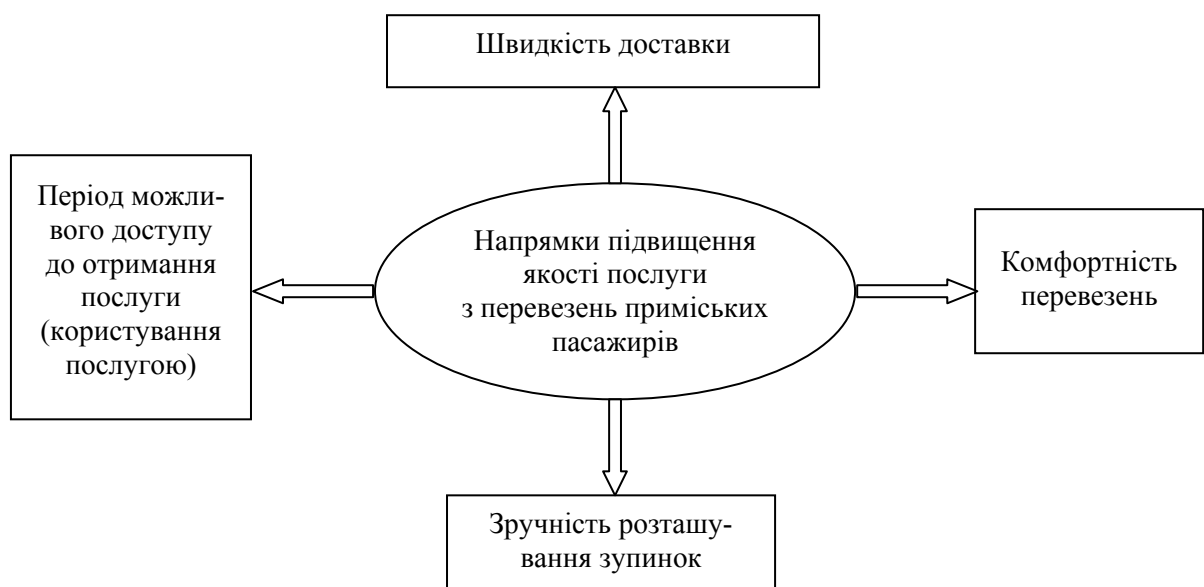 Швидкість доставки
Період можли-
вого доступу
до отримання
послуги
(користування
послугою)
Напрямки підвищення
якості послуги
з перевезень приміських
пасажирів
Комфортність
перевезень
Зручність розташу-
вання зупинок